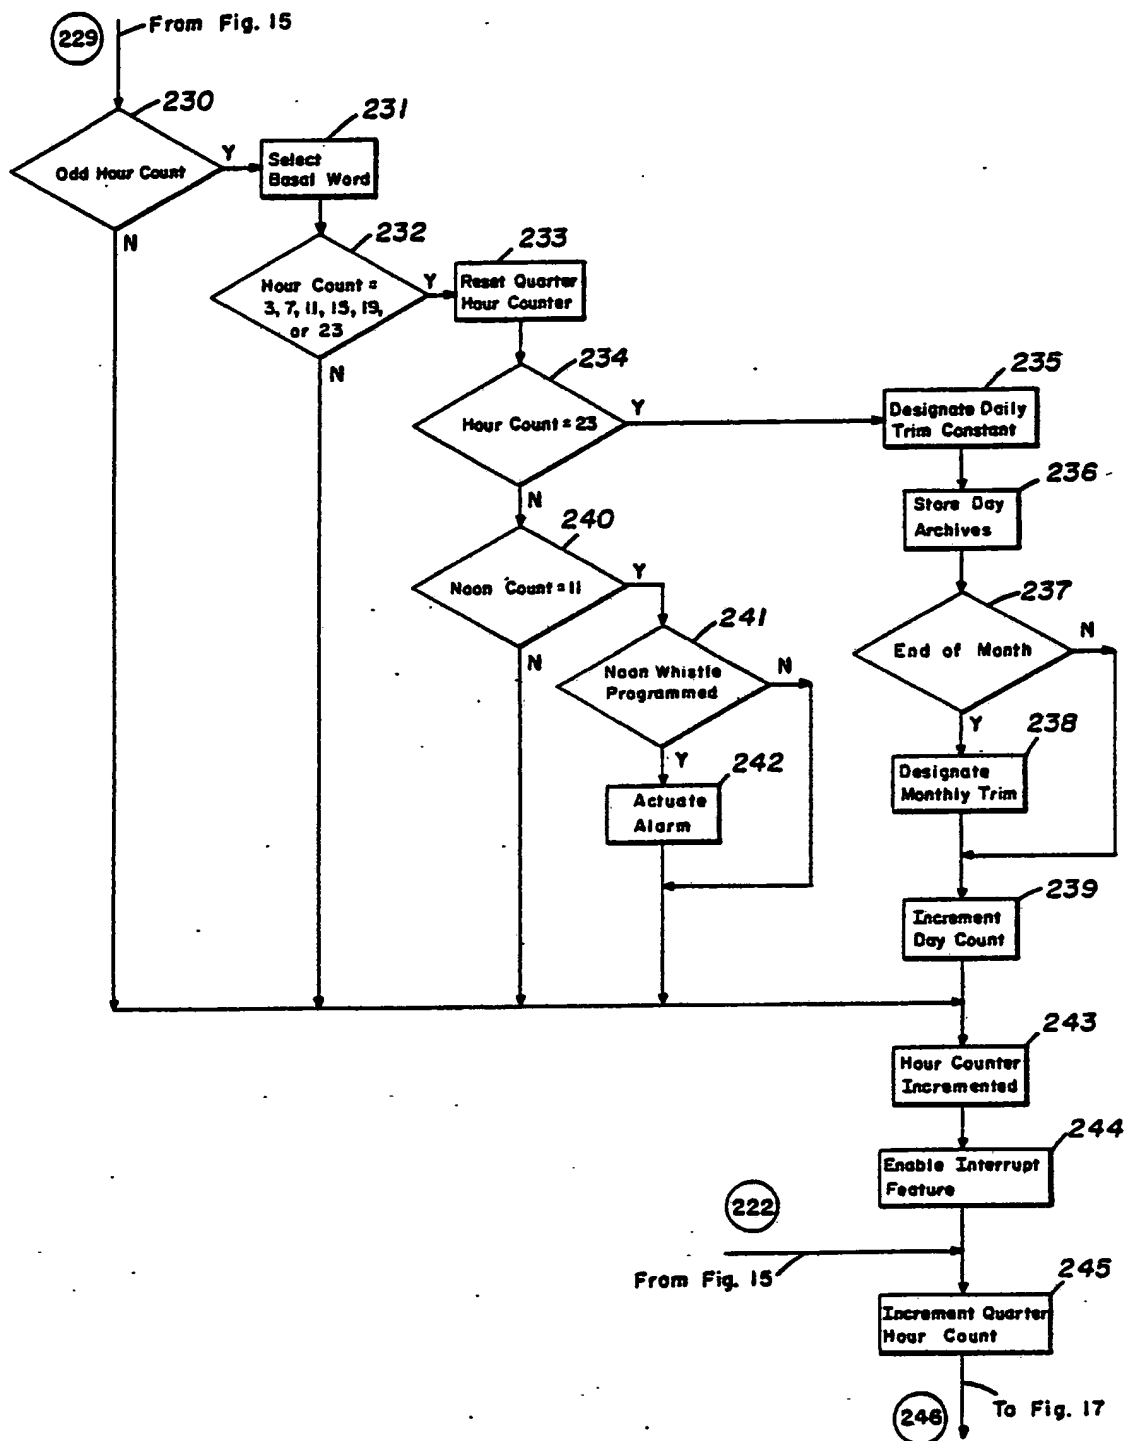 229
From Fig. 15
230
Odd Hour Count
Y
N
231
Select
Basal Word
232
Hour Count =
3, 7, 11, 15, 19,
or 23
Y
N
233
Reset Quarter
Hour Counter
234
Hour Count = 23
Y
N
235
Designate Daily
Trim Constant
236
Store Day
Archives
237
End of Month
N
Y
238
Designate
Monthly Trim
239
Increment
Day Count
240
Noon Count = 11
Y
N
241
Noon Whistle
Programmed
N
Y
242
Actuate
Alarm
243
Hour Counter
Incremented
244
Enable Interrupt
Feature
222
From Fig. 15
245
Increment Quarter
Hour Count
246
To Fig. 17